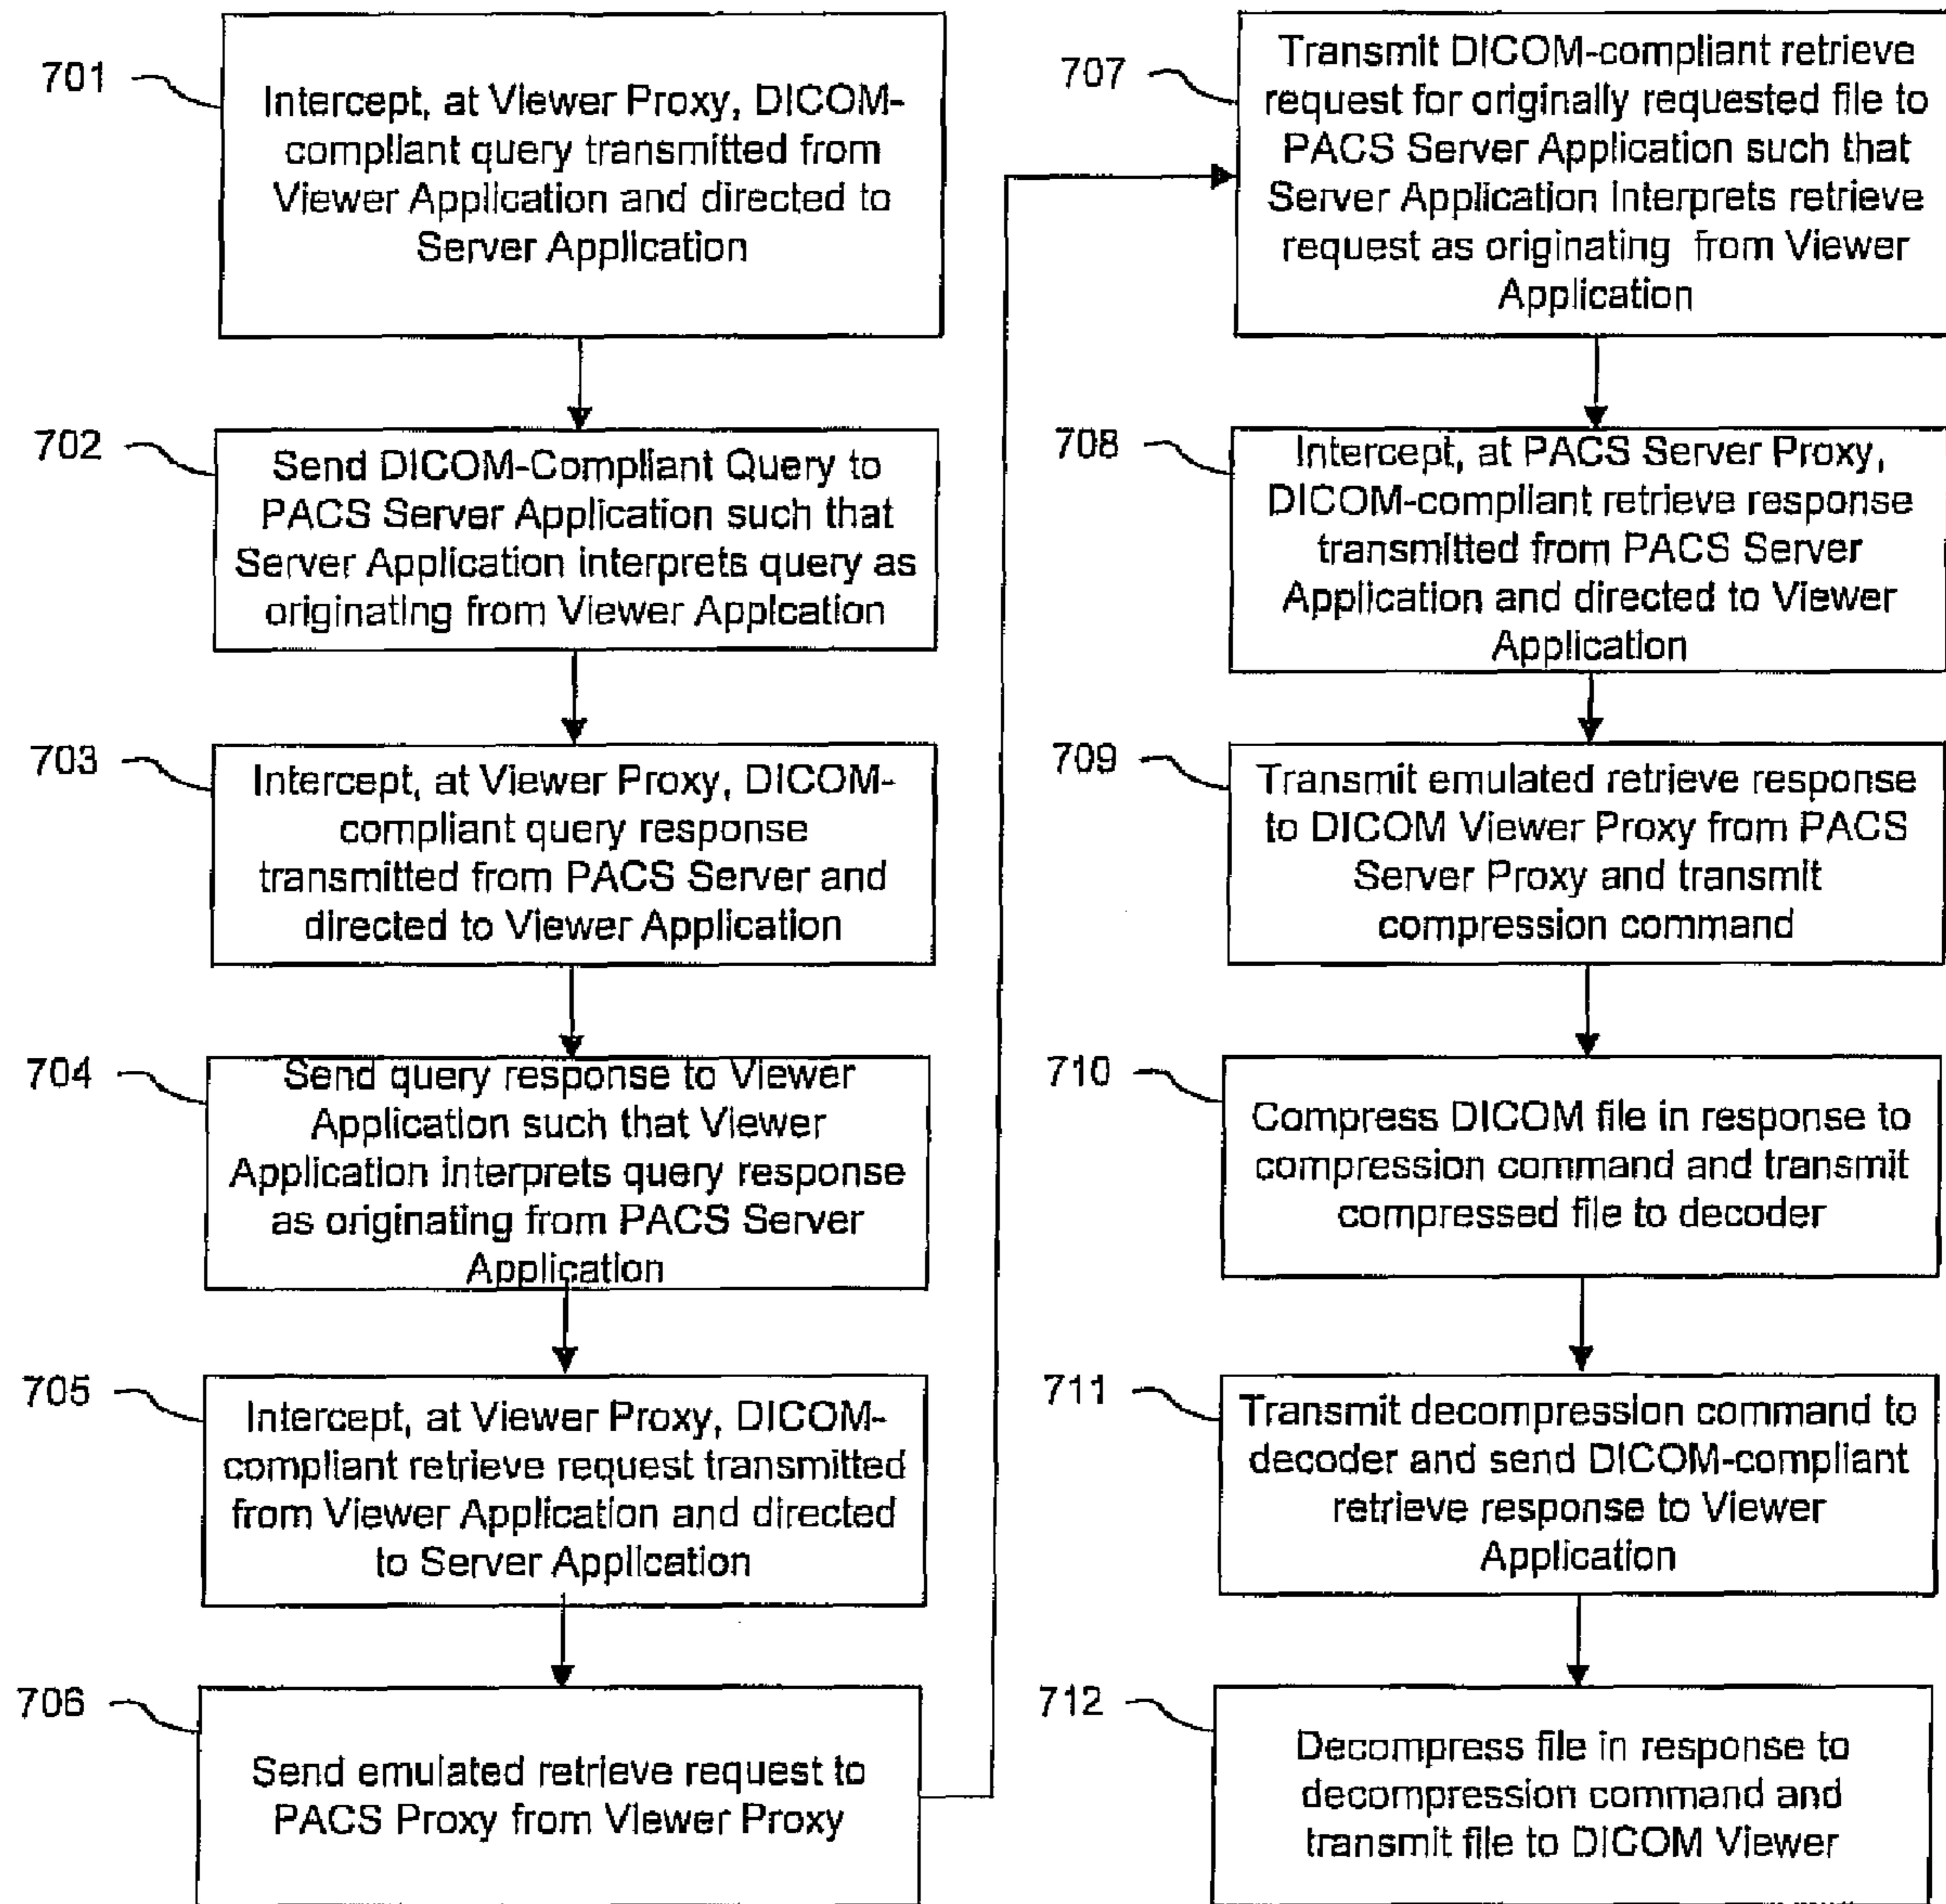 701
Intercept, at Viewer Proxy, DICOM-
compliant query transmitted from
Viewer Application and directed to
Server Application
702
Send DICOM-Compliant Query to
PACS Server Application such that
Server Application interprets query as
originating from Viewer Applcation
703
Intercept, at Viewer Proxy, DICOM-
compliant query response
transmitted from PACS Server and
directed to Viewer Application
704
Send query response to Viewer
Application such that Viewer
Application interprets query response
as originating from PACS Server
Application
705
Intercept, at Viewer Proxy, DICOM-
compliant retrieve request transmitted
from Viewer Application and directed
to Server Application
706
Send emulated retrieve request to
PACS Proxy from Viewer Proxy
707
Transmit DICOM-compliant retrieve
request for originally requested file to
PACS Server Application such that
Server Application interprets retrieve
request as originating from Viewer
Application
708
Intercept, at PACS Server Proxy,
DICOM-compliant retrieve response
transmitted from PACS Server
Application and directed to Viewer
Application
709
Transmit emulated retrieve response
to DICOM Viewer Proxy from PACS
Server Proxy and transmit
compression command
710
Compress DICOM file in response to
compression command and transmit
compressed file to decoder
711
Transmit decompression command to
decoder and send DICOM-compliant
retrieve response to Viewer
Application
712
Decompress file in response to
decompression command and
transmit file to DICOM Viewer